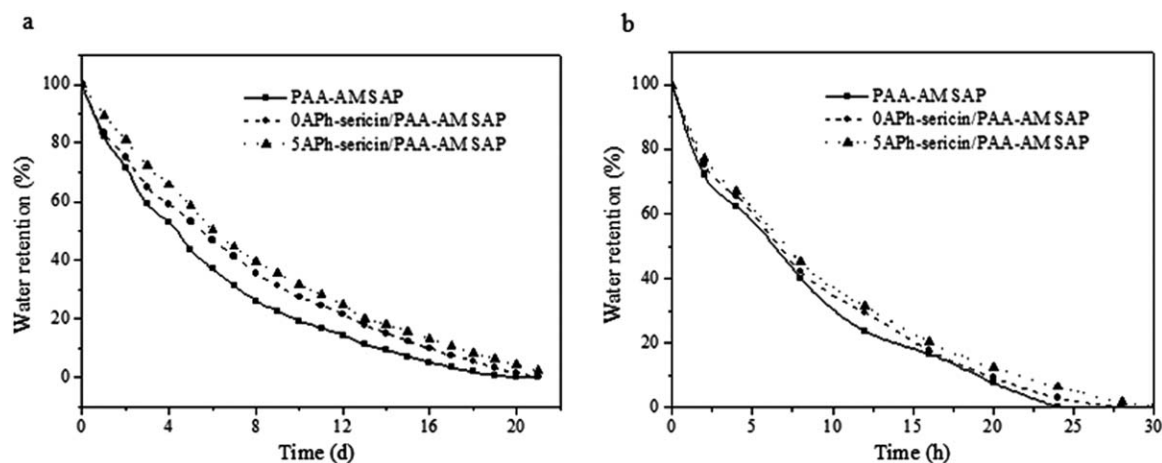 a
100
80
60
40
20
0
Water retention (%)
PAA-AM SAP
0APh-sericin/PAA-AM SAP
5APh-sericin/PAA-AM SAP
0 4 8 12 16 20
Time (d)
b
100
80
60
40
20
0
Water retention (%)
PAA-AM SAP
0APh-sericin/PAA-AM SAP
5APh-sericin/PAA-AM SAP
0 5 10 15 20 25 30
Time (h)